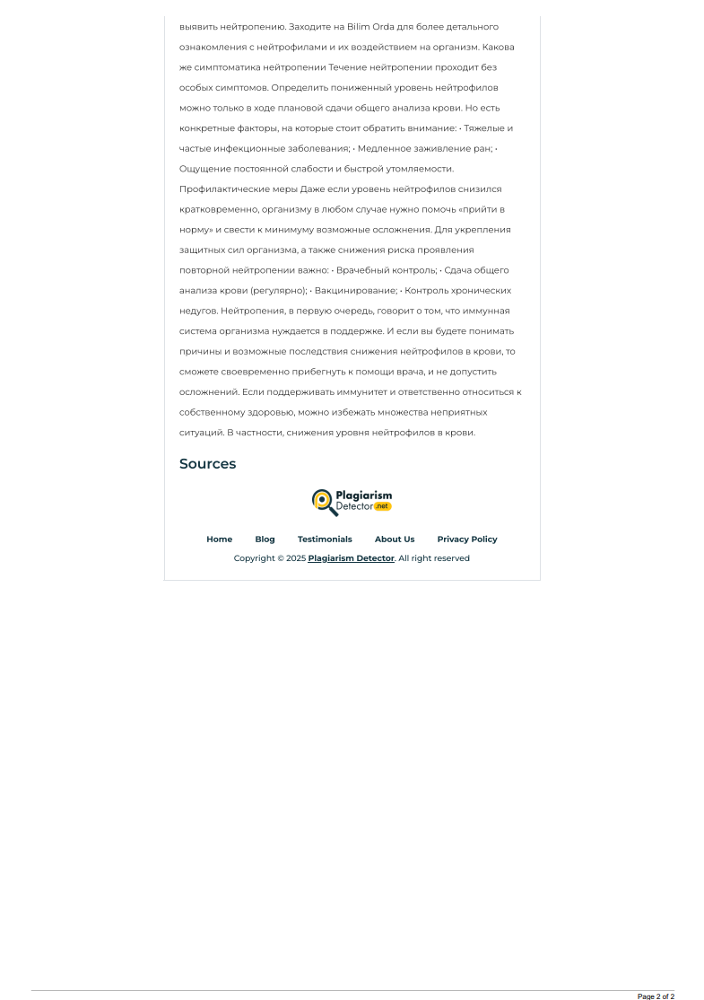 выявить нейтропению. Заходите на Bilim Orda для более детального
ознакомления с нейтрофилами и их воздействием на организм. Какова
же симптоматика нейтропении Течение нейтропении проходит без
особых симптомов. Определить пониженный уровень нейтрофилов
можно только в ходе плановой сдачи общего анализа крови. Но есть
конкретные факторы, на которые стоит обратить внимание: • Тяжелые и
частые инфекционные заболевания; • Медленное заживление ран; •
Ощущение постоянной слабости и быстрой утомляемости.
Профилактические меры Даже если уровень нейтрофилов снизился
кратковременно, организму в любом случае нужно помочь «прийти в
норму» и свести к минимуму возможные осложнения. Для укрепления
защитных сил организма, а также снижения риска проявления
повторной нейтропении важно: • Врачебный контроль; • Сдача общего
анализа крови (регулярно); • Вакцинирование; • Контроль хронических
недугов. Нейтропения, в первую очередь, говорит о том, что иммунная
система организма нуждается в поддержке. И если вы будете понимать
причины и возможные последствия снижения нейтрофилов в крови, то
сможете своевременно прибегнуть к помощи врача, и не допустить
осложнений. Если поддерживать иммунитет и ответственно относиться к
собственному здоровью, можно избежать множества неприятных
ситуаций. В частности, снижения уровня нейтрофилов в крови.
Sources
Plagiarism
Detector .net
Home Blog Testimonials About Us Privacy Policy
Copyright © 2025 Plagiarism Detector. All right reserved
Page 2 of 2